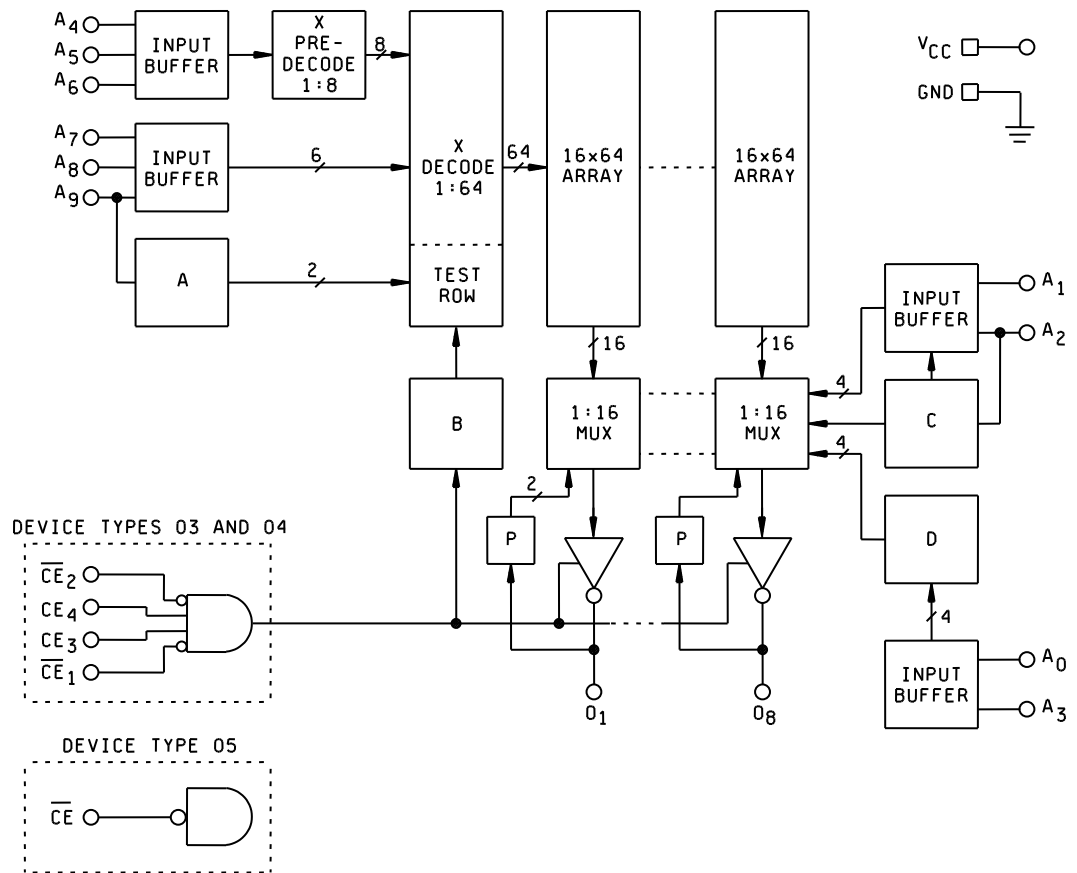 A4
A5
A6
INPUT
BUFFER
X
PRE-
DECODE
1:8
8
A7
A8
A9
INPUT
BUFFER
6
A
2
X
DECODE
1:64
TEST
ROW
64
16x64
ARRAY
16x64
ARRAY
VCC
GND
16
16
INPUT
BUFFER
A1
A2
B
1:16
MUX
1:16
MUX
4
4
C
2
P
P
D
4
INPUT
BUFFER
A0
A3
O1
O8
DEVICE TYPES 03 AND 04
C̅E̅2
CE4
CE3
C̅E̅1
DEVICE TYPE 05
C̅E̅